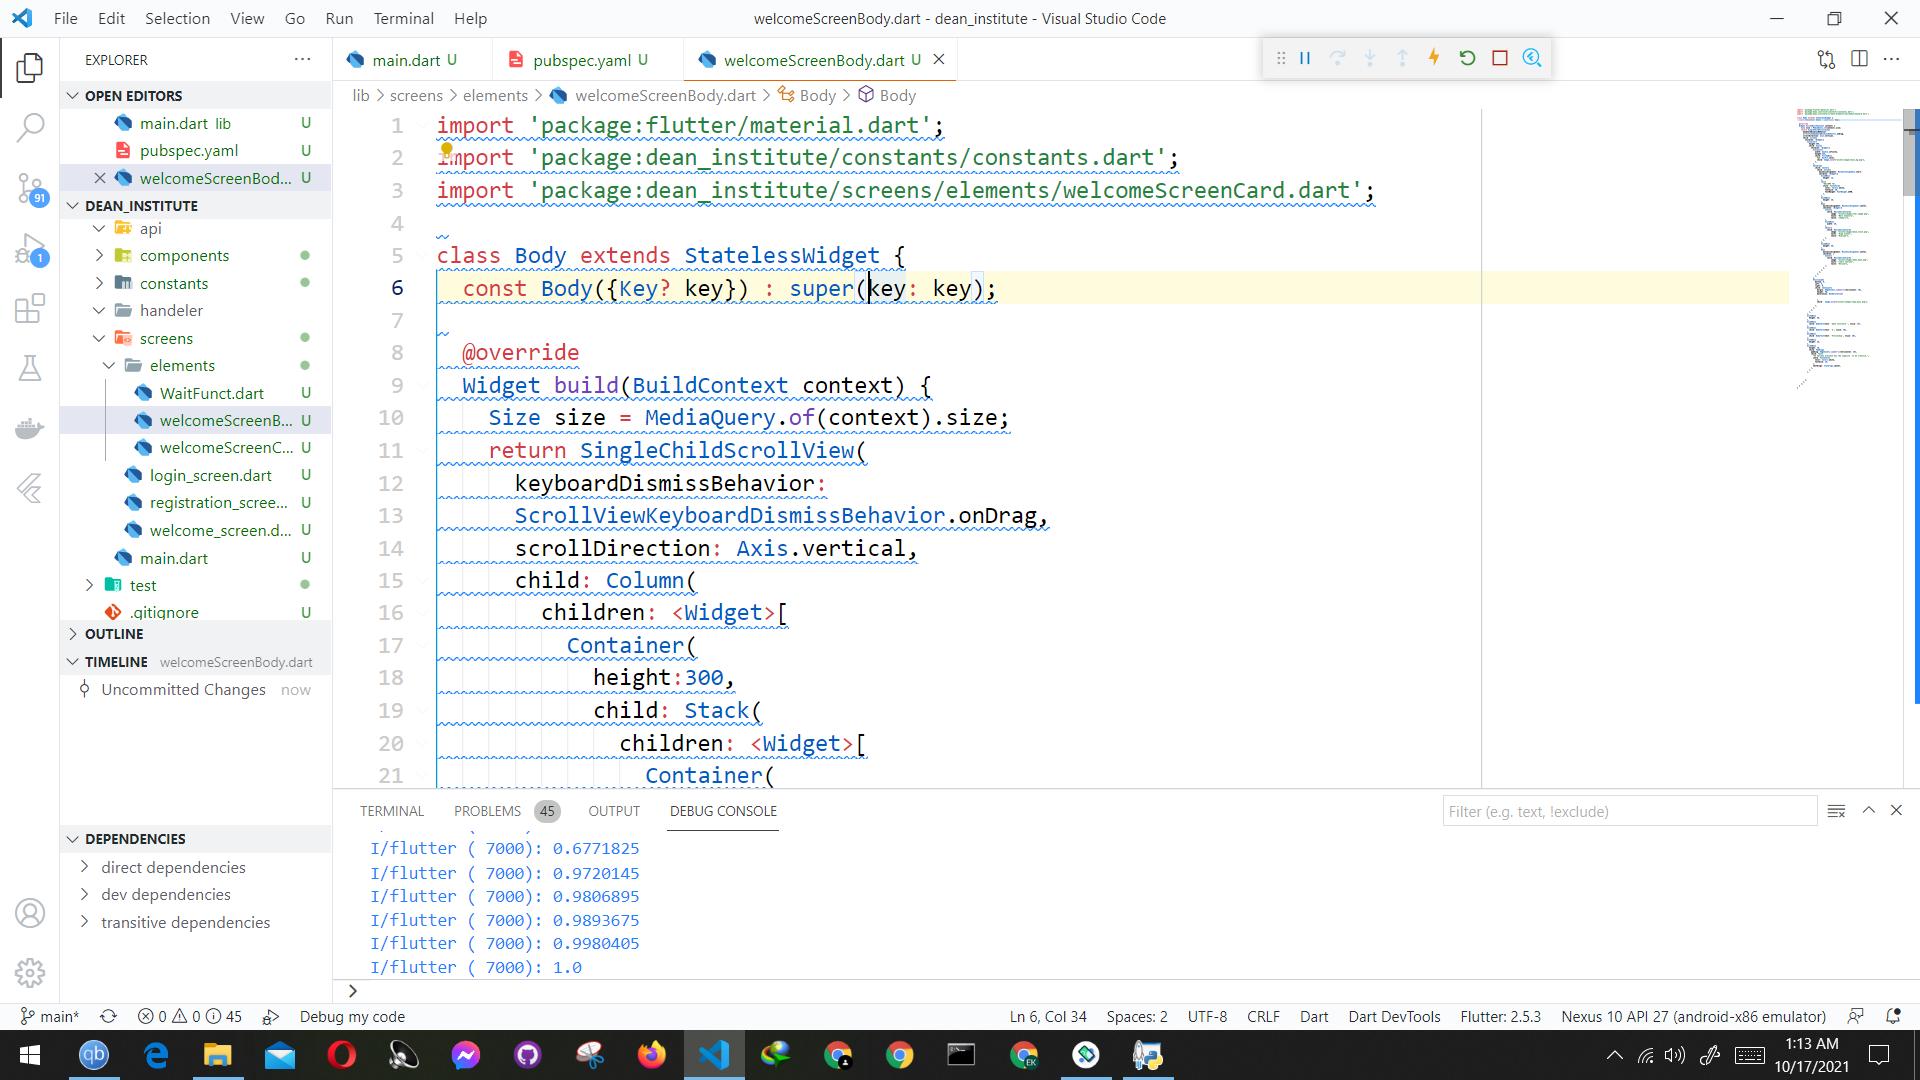 File Edit Selection View Go Run Terminal Help
welcomeScreenBody.dart - dean_institute - Visual Studio Code
EXPLORER
OPEN EDITORS
main.dart lib U
pubspec.yaml U
welcomeScreenBod... U
DEAN_INSTITUTE
api
components
constants
handeler
screens
elements
WaitFunct.dart U
welcomeScreenB... U
welcomeScreenC... U
login_screen.dart U
registration_scree... U
welcome_screen.d... U
main.dart U
test
.gitignore U
OUTLINE
TIMELINE welcomeScreenBody.dart
Uncommitted Changes now
DEPENDENCIES
direct dependencies
dev dependencies
transitive dependencies
91
1
main.dart U
pubspec.yaml U
welcomeScreenBody.dart U
lib > screens > elements > welcomeScreenBody.dart > Body > Body
1 import 'package:flutter/material.dart';
2 import 'package:dean_institute/constants/constants.dart';
3 import 'package:dean_institute/screens/elements/welcomeScreenCard.dart';
4
5 class Body extends StatelessWidget {
6 const Body({Key? key}) : super(key: key);
7
8 @override
9 Widget build(BuildContext context) {
10 Size size = MediaQuery.of(context).size;
11 return SingleChildScrollView(
12 keyboardDismissBehavior:
13 ScrollViewKeyboardDismissBehavior.onDrag,
14 scrollDirection: Axis.vertical,
15 child: Column(
16 children: <Widget>[
17 Container(
18 height:300,
19 child: Stack(
20 children: <Widget>[
21 Container(
TERMINAL PROBLEMS 45 OUTPUT DEBUG CONSOLE
Filter (e.g. text, !exclude)
I/flutter ( 7000): 0.6771825
I/flutter ( 7000): 0.9720145
I/flutter ( 7000): 0.9806895
I/flutter ( 7000): 0.9893675
I/flutter ( 7000): 0.9980405
I/flutter ( 7000): 1.0
>
main* 0 0 45 Debug my code
Ln 6, Col 34 Spaces: 2 UTF-8 CRLF Dart Dart DevTools Flutter: 2.5.3 Nexus 10 API 27 (android-x86 emulator)
qb
EK
1:13 AM
10/17/2021